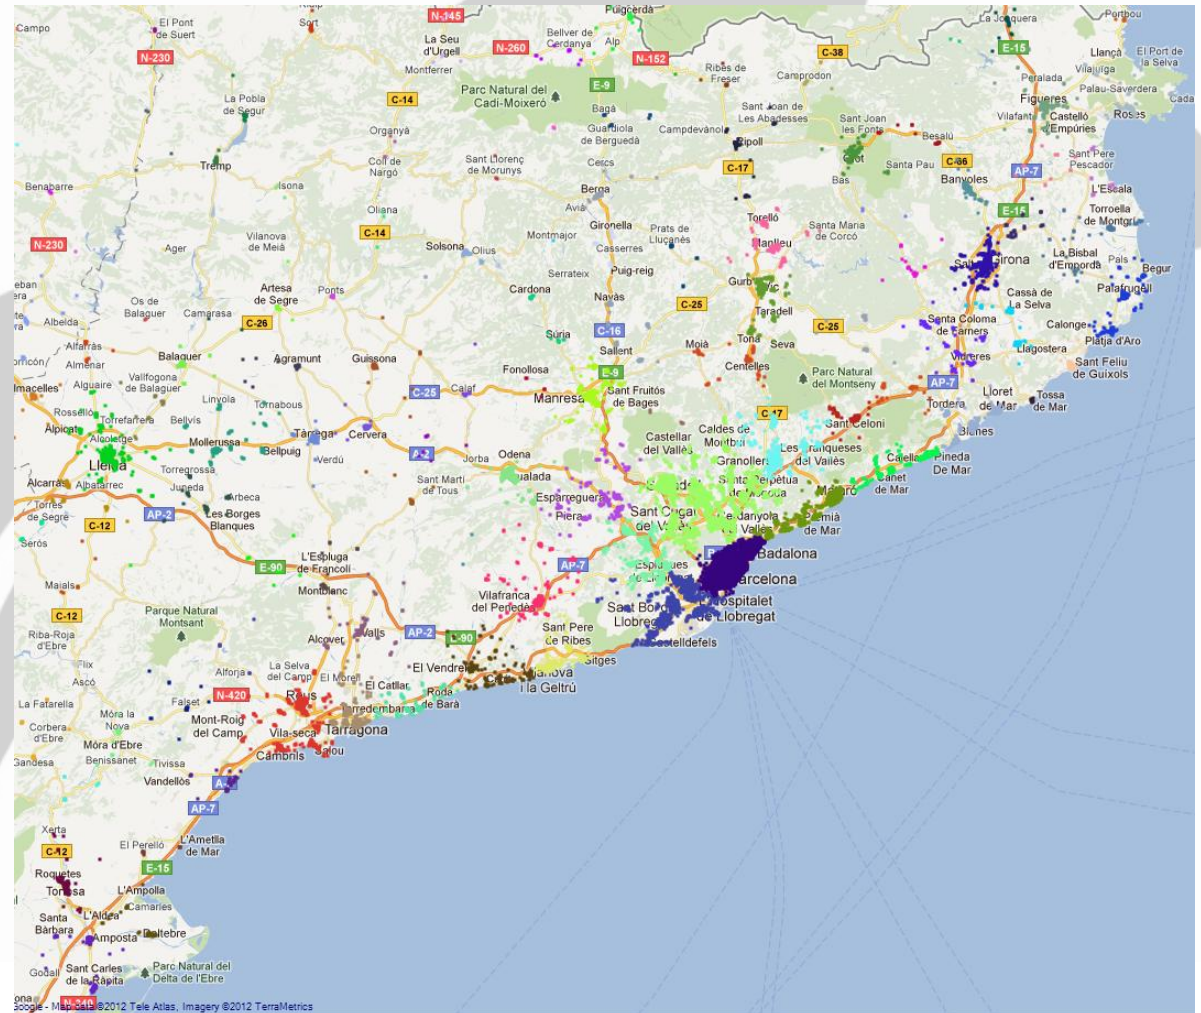 Campo
El Pont
de Suert
Sort
N-145
Puigcerdà
La Jonquera
Portbou
La Seu
d'Urgell
N-260
Bellver de
Cerdanya
Alp
N-230
N-152
C-38
E-15
Llançà
El Port de
la Selva
Montferrer
Ribes de
Freser
Camprodon
Vilajuïga
Peralada
Palau-Saverdera
Parc Natural del
Cadí-Moixeró
E-9
C-14
La Pobla
de Segur
Bagà
Sant Joan de
Les Abadesses
Figueres
Cada
Organyà
Guardiola
de Berguedà
Campdevànol
Sant Joan
les Fonts
Vilafant
Castelló
Empúries
Roses
Besalú
Ripoll
Tremp
Coll de
Nargó
Sant Llorenç
de Morunys
Cercs
C-17
Olot
Santa Pau
C-66
AP-7
Sant Pere
Pescador
Benabarre
Isona
Berga
Bas
Banyoles
L'Escala
Oliana
Avià
Torelló
E-15
Torroella
de Montgrí
C-14
Gironella
Santa Maria
de Corcó
N-230
Ager
Vilanova
de Meià
Solsona
Olius
Montmajor
Casserres
Prats de
Lluçanès
Manlleu
Salt
Girona
La Bisbal
d'Empordà
Pals
Begur
Serrateix
Puig-reig
Artesa
de Segre
Ponts
Cardona
Navàs
Gurb
Vic
Palafrugell
Cassà de
La Selva
Os de
Balaguer
Camarasa
C-25
Taradell
Albelda
C-26
C-16
C-25
Santa Coloma
de Farners
Calonge
Platja d'Aro
Alfarràs
Súria
Tona
Seva
Llagostera
Almenar
Balaguer
Agramunt
Guissona
Sallent
Moià
Vidreres
Sant Feliu
de Guíxols
Fonollosa
E-9
Centelles
Parc Natural
del Montseny
Alguaire
Vallfogona
de Balaguer
C-25
Calaf
Manresa
Sant Fruitós
de Bages
AP-7
Lloret
de Mar
Tossa
de Mar
Linyola
Tornabous
C-17
Tordera
Rosselló
Torrefarrera
Bellvís
Sant Celoni
Alpicat
Alcoletge
Mollerussa
Tàrrega
Cervera
Castellar
del Vallès
Caldes de
Montbui
Blanes
Bellpuig
A-2
Jorba
Odena
Les Franqueses
del Vallès
Lleida
Verdú
Granollers
Calella
Pineda
De Mar
Torregrossa
Sant Martí
de Tous
Igualada
Santa Perpètua
de Mogoda
Canet
de Mar
Alcarràs
Albatarrec
Juneda
Arbeca
Esparreguera
Mataró
Torres
de Segre
AP-2
Les Borges
Blanques
Piera
Sant Cugat
del Vallès
Cerdanyola
del Vallès
Premià
de Mar
C-12
Serós
L'Espluga
de Francolí
E-90
AP-7
Badalona
Esplugues
de Llobregat
Barcelona
Maials
Montblanc
Vilafranca
del Penedès
L'Hospitalet
de Llobregat
C-12
Parque Natural
Montsant
Sant Boi
Llobregat
Riba-Roja
d'Ebre
Alcover
Valls
AP-2
E-90
Sant Pere
de Ribes
Castelldefels
Flix
Ascó
Alforja
La Selva
del Camp
El Morell
El Vendrell
Sitges
Vilanova
i la Geltrú
N-420
Reus
El Catllar
Roda
de Barà
La Fatarella
Falset
Torredembarra
Móra la
Nova
Mont-Roig
del Camp
Vila-seca
Tarragona
Corbera
d'Ebre
Móra d'Ebre
Salou
Cambrils
Gandesa
Benissanet
Tivissa
Vandellòs
A-7
AP-7
Xerta
El Perelló
L'Ametlla
de Mar
C-12
E-15
Roquetes
Tortosa
L'Ampolla
L'Aldea
Camarles
Santa
Bàrbara
Amposta
Deltebre
Godall
Sant Carles
de la Ràpita
Parc Natural del
Delta de l'Ebre
N-340
Google - Map data ©2012 Tele Atlas, Imagery ©2012 TerraMetrics